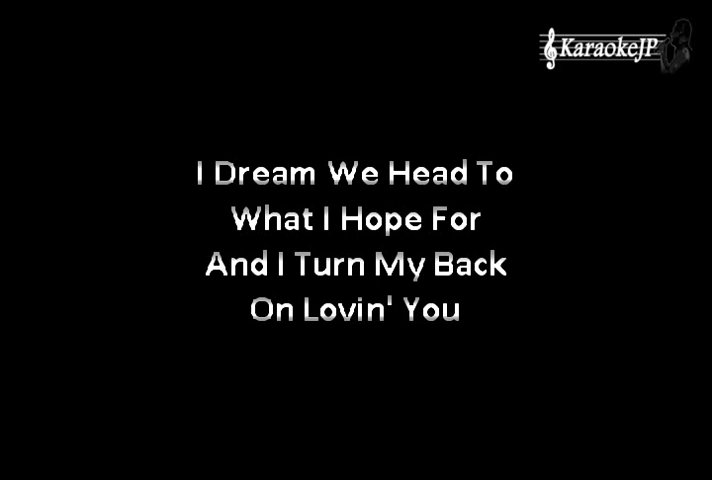 KaraokeJP
I Dream We Head To
What I Hope For
And I Turn My Back
On Lovin' You